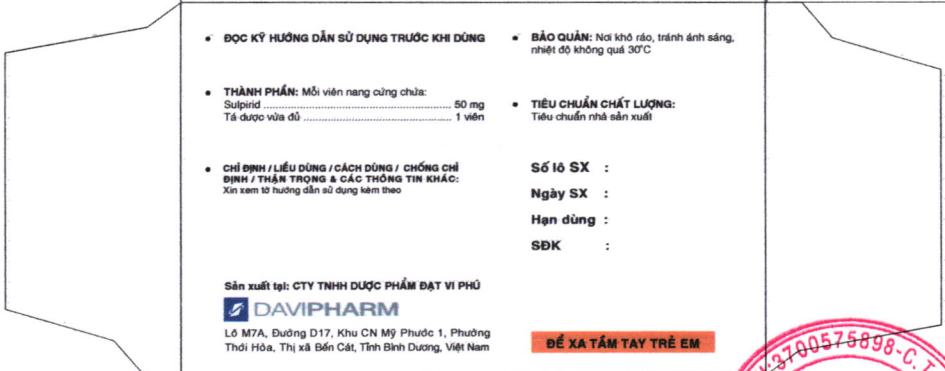 • ĐỌC KỸ HƯỚNG DẪN SỬ DỤNG TRƯỚC KHI DÙNG
• THÀNH PHẦN: Mỗi viên nang cứng chứa:
Sulpirid ............................................................ 50 mg
Tá dược vừa đủ ................................................ 1 viên
• CHỈ ĐỊNH / LIỀU DÙNG / CÁCH DÙNG / CHỐNG CHỈ
ĐỊNH / THẬN TRỌNG & CÁC THÔNG TIN KHÁC:
Xin xem tờ hướng dẫn sử dụng kèm theo
Sản xuất tại: CTY TNHH DƯỢC PHẨM ĐẠT VI PHÚ
DAVIPHARM
Lô M7A, Đường D17, Khu CN Mỹ Phước 1, Phường
Thới Hòa, Thị xã Bến Cát, Tỉnh Bình Dương, Việt Nam
• BẢO QUẢN: Nơi khô ráo, tránh ánh sáng,
nhiệt độ không quá 30°C
• TIÊU CHUẨN CHẤT LƯỢNG:
Tiêu chuẩn nhà sản xuất
Số lô SX :
Ngày SX :
Hạn dùng :
SĐK :
ĐỂ XA TẦM TAY TRẺ EM
3700575898-C.T